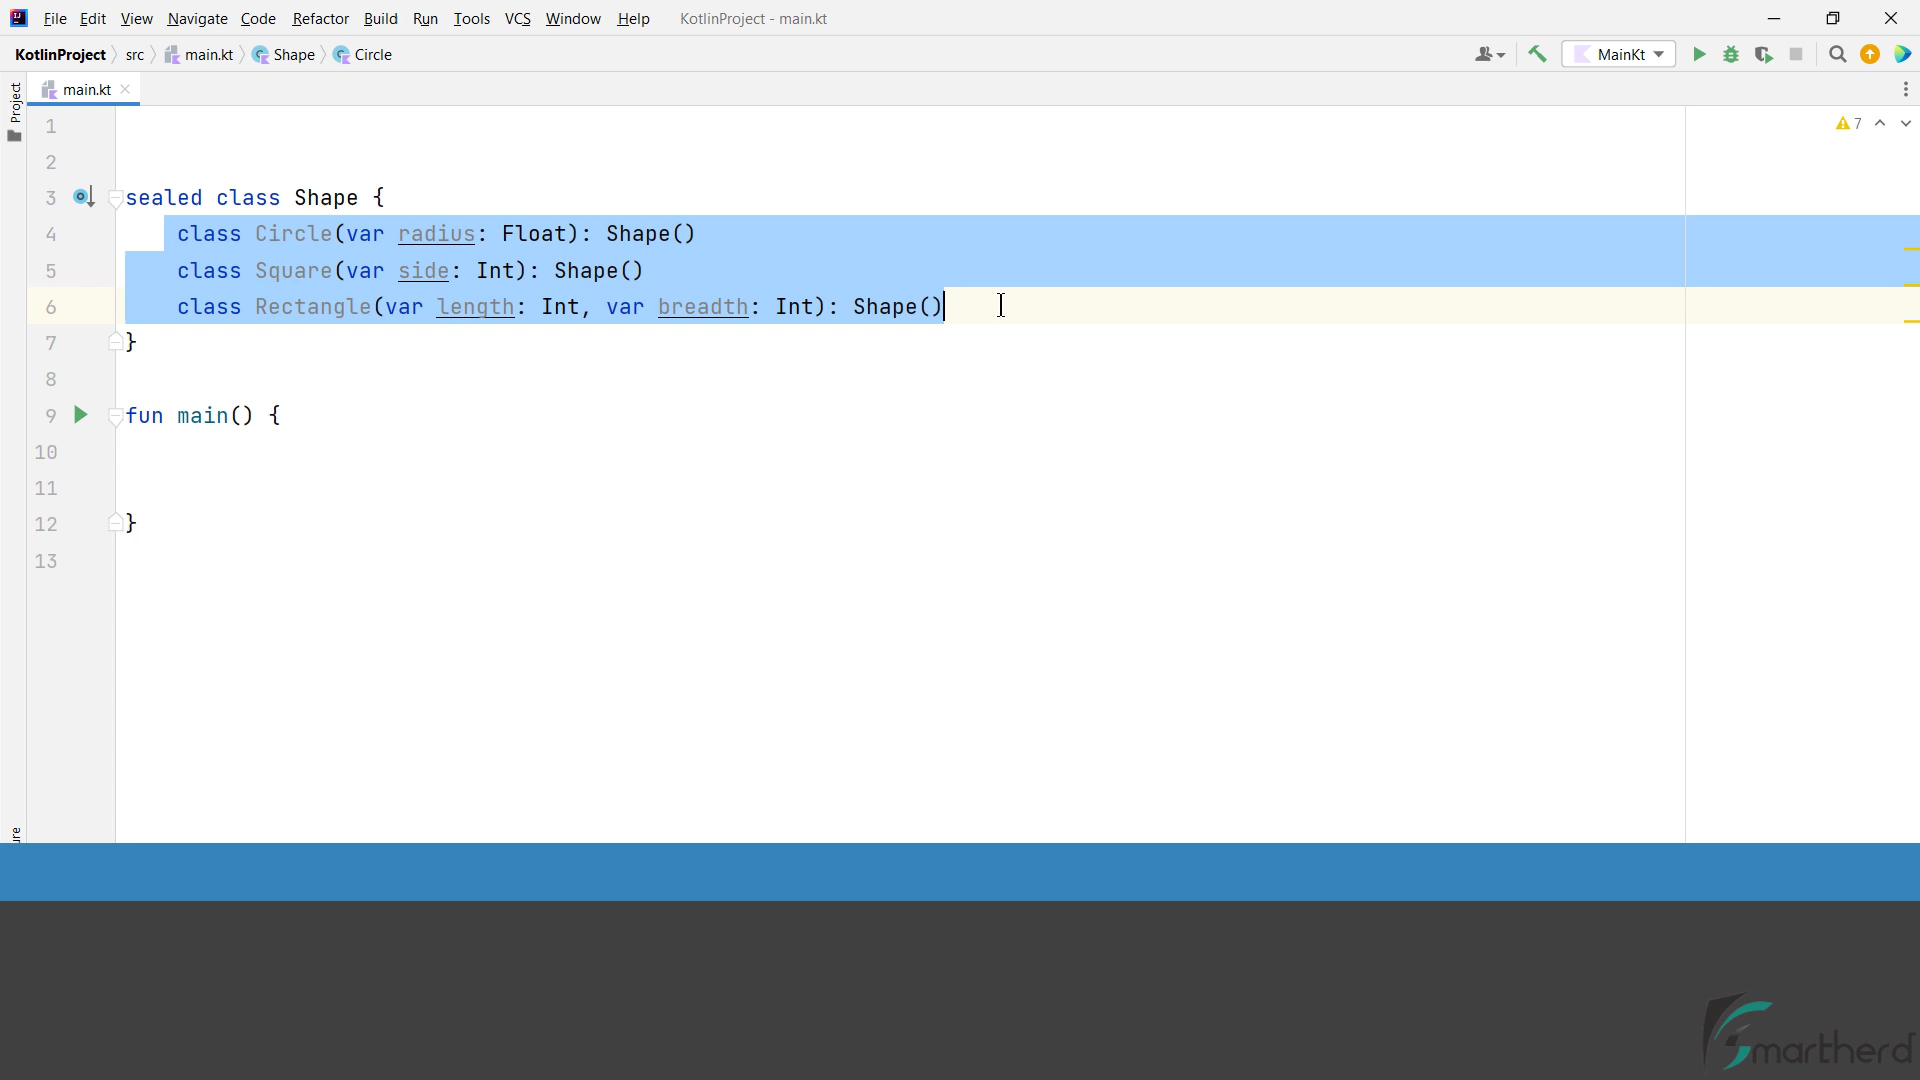 File Edit View Navigate Code Refactor Build Run Tools VCS Window Help KotlinProject - main.kt
KotlinProject src main.kt Shape Circle MainKt
Project
main.kt
7
1
2
3 sealed class Shape {
4 class Circle(var radius: Float): Shape()
5 class Square(var side: Int): Shape()
6 class Rectangle(var length: Int, var breadth: Int): Shape()
7 }
8
9 fun main() {
10
11
12 }
13
ure
Smartherd